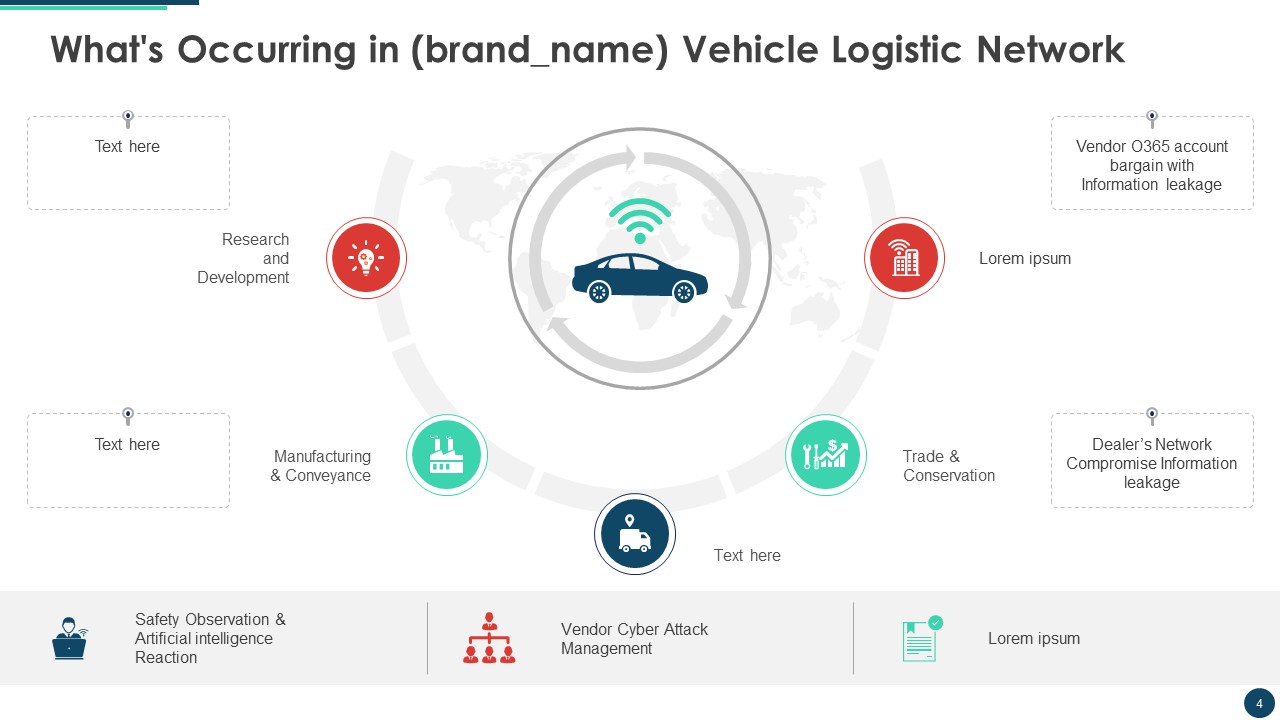 What's Occurring in (brand_name) Vehicle Logistic Network
Text here
Vendor O365 account
bargain with
Information leakage
Research
and
Development
Lorem ipsum
Text here
Manufacturing
& Conveyance
$
Trade &
Conservation
Dealer’s Network
Compromise Information
leakage
Text here
Safety Observation &
Artificial intelligence
Reaction
Vendor Cyber Attack
Management
Lorem ipsum
4